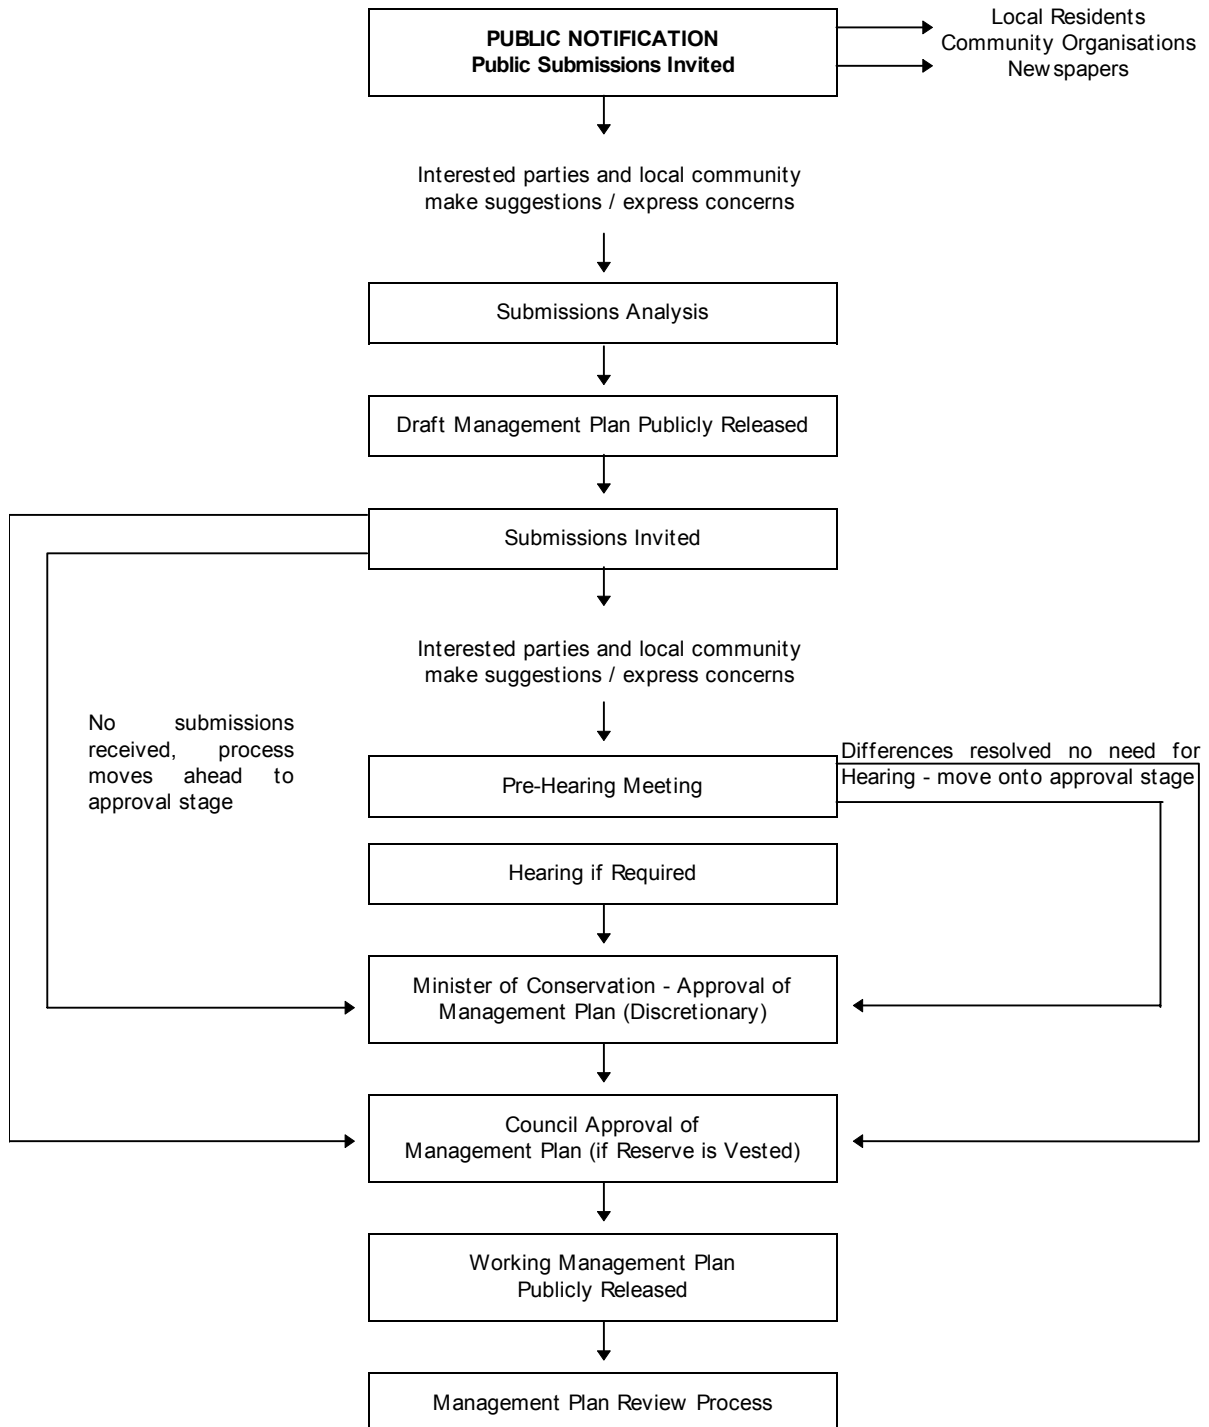 PUBLIC NOTIFICATION
Public Submissions Invited
Local Residents
Community Organisations
Newspapers
Interested parties and local community
make suggestions / express concerns
Submissions Analysis
Draft Management Plan Publicly Released
Submissions Invited
Interested parties and local community
make suggestions / express concerns
No submissions
received, process
moves ahead to
approval stage
Pre-Hearing Meeting
Differences resolved no need for
Hearing - move onto approval stage
Hearing if Required
Minister of Conservation - Approval of
Management Plan (Discretionary)
Council Approval of
Management Plan (if Reserve is Vested)
Working Management Plan
Publicly Released
Management Plan Review Process